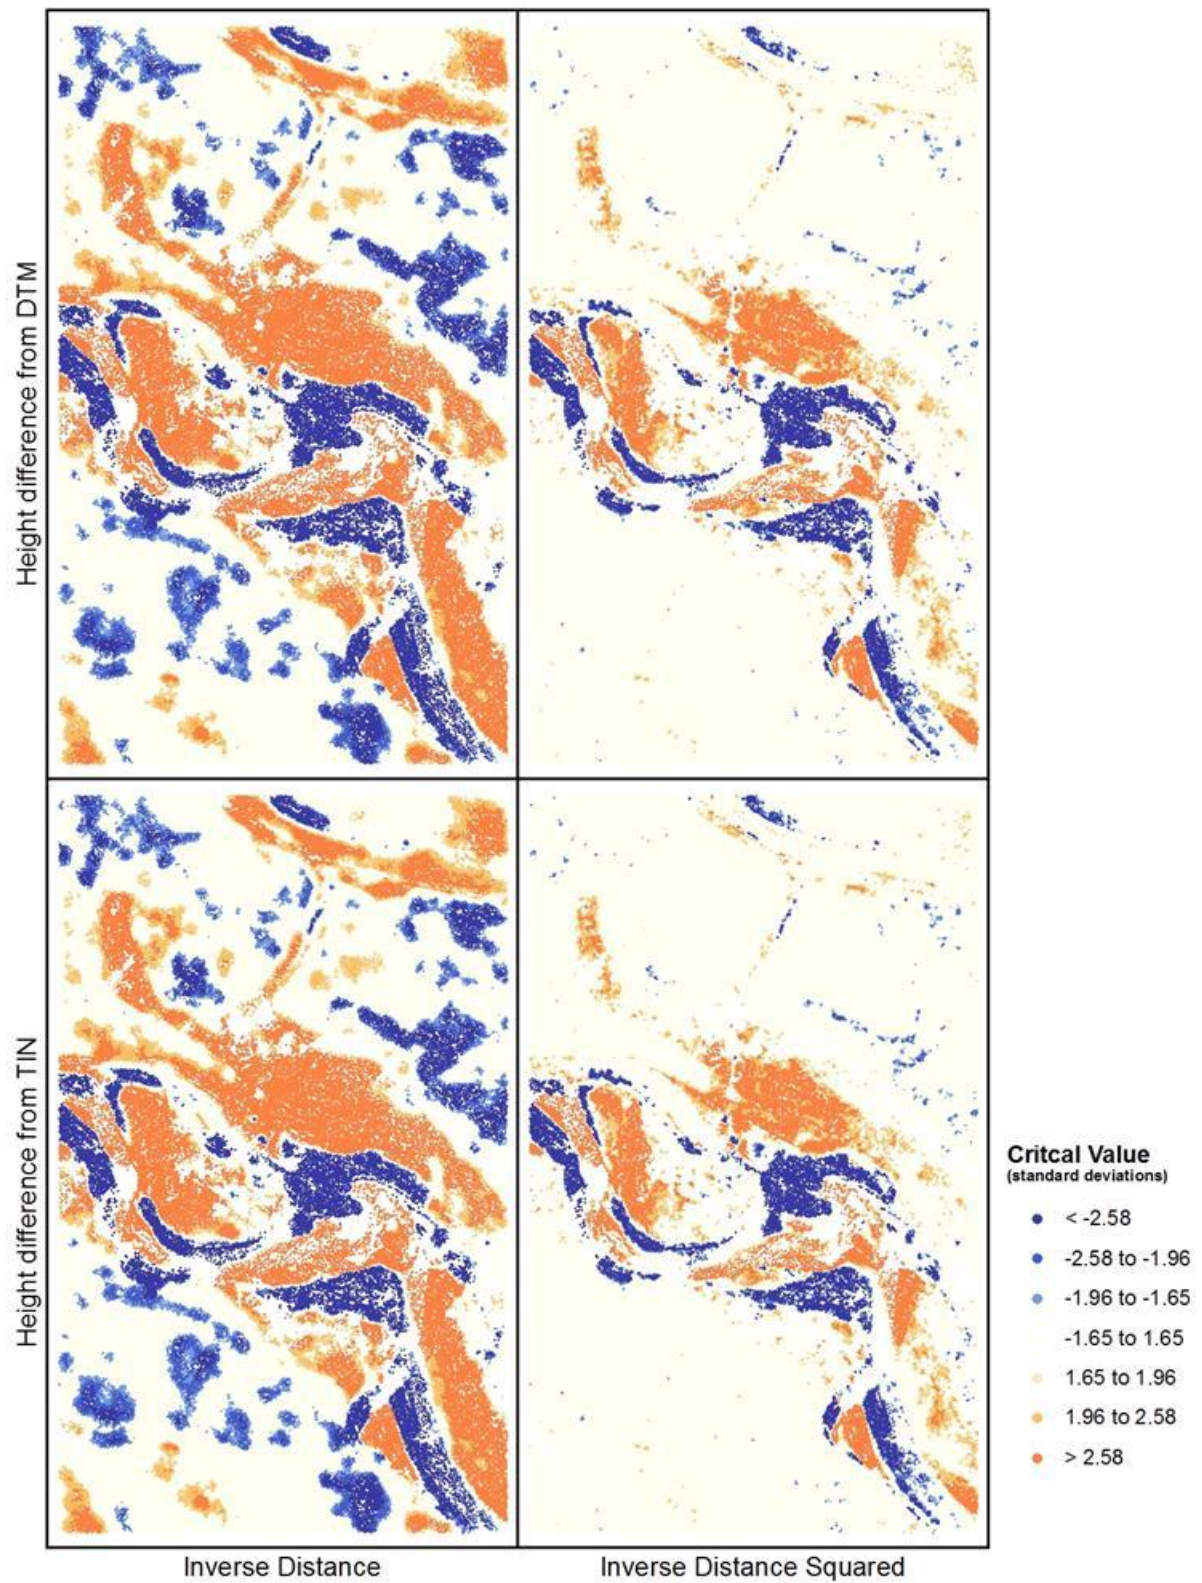 Height difference from DTM
Height difference from TIN
Inverse Distance
Inverse Distance Squared
Critcal Value
(standard deviations)
< -2.58
-2.58 to -1.96
-1.96 to -1.65
-1.65 to 1.65
1.65 to 1.96
1.96 to 2.58
> 2.58